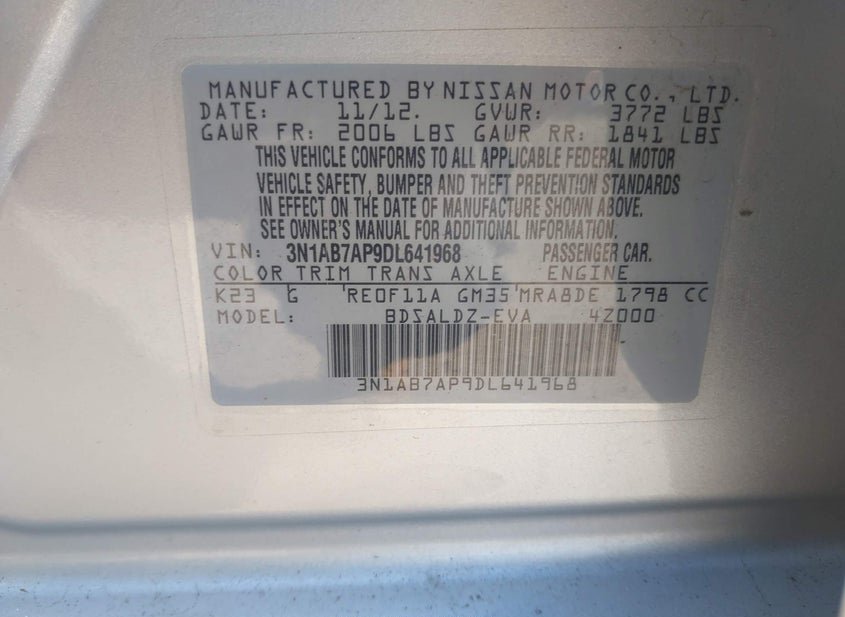 MANUFACTURED BY NISSAN MOTOR CO., LTD.
DATE: 11/12. GVWR: 3772 LBS
GAWR FR: 2006 LBS GAWR RR: 1841 LBS
THIS VEHICLE CONFORMS TO ALL APPLICABLE FEDERAL MOTOR
VEHICLE SAFETY, BUMPER AND THEFT PREVENTION STANDARDS
IN EFFECT ON THE DATE OF MANUFACTURE SHOWN ABOVE.
SEE OWNER'S MANUAL FOR ADDITIONAL INFORMATION.
VIN: 3N1AB7AP9DL641968 PASSENGER CAR.
COLOR TRIM TRANS AXLE ENGINE
K23 G RE0F11A GM35 MRA8DE 1798 CC
MODEL: BDSALDZ-EVA 4Z000
3N1AB7AP9DL641968